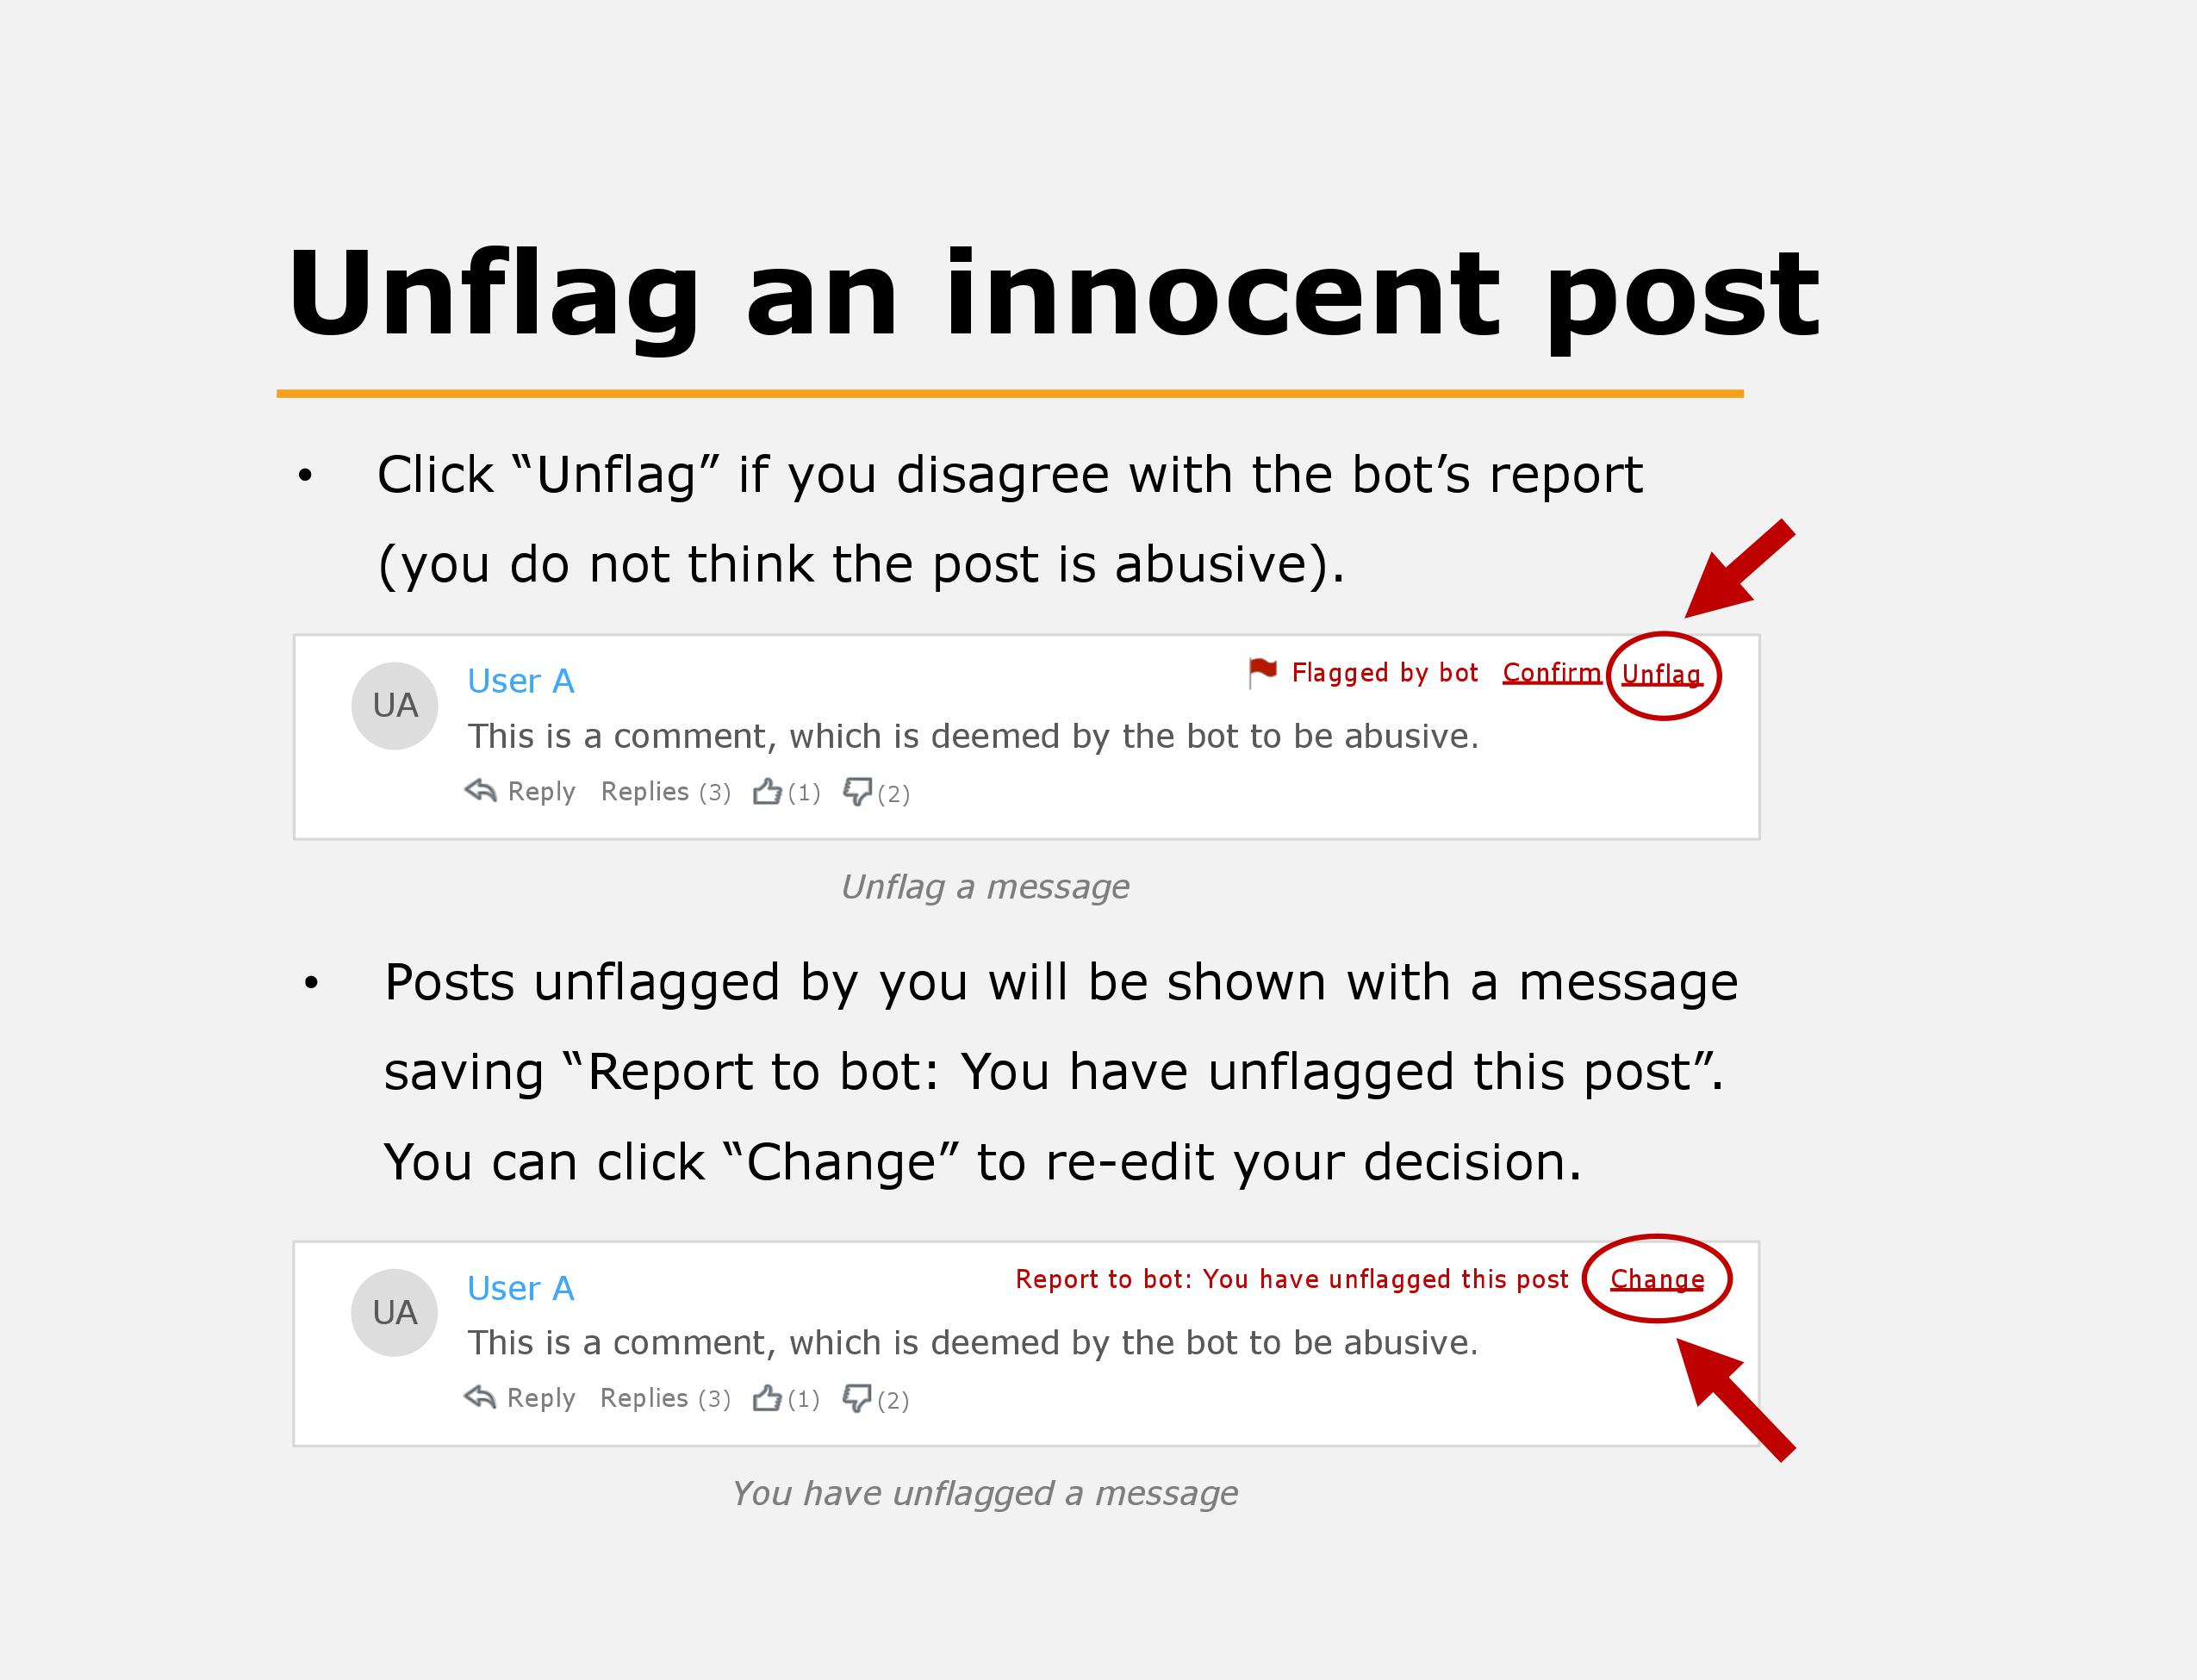 Unflag an innocent post
• Click “Unflag” if you disagree with the bot’s report
(you do not think the post is abusive).
Flagged by bot Confirm Unflag
UA User A
This is a comment, which is deemed by the bot to be abusive.
Reply Replies (3) (1) (2)
Unflag a message
• Posts unflagged by you will be shown with a message
saving “Report to bot: You have unflagged this post”.
You can click “Change” to re-edit your decision.
Report to bot: You have unflagged this post Change
UA User A
This is a comment, which is deemed by the bot to be abusive.
Reply Replies (3) (1) (2)
You have unflagged a message